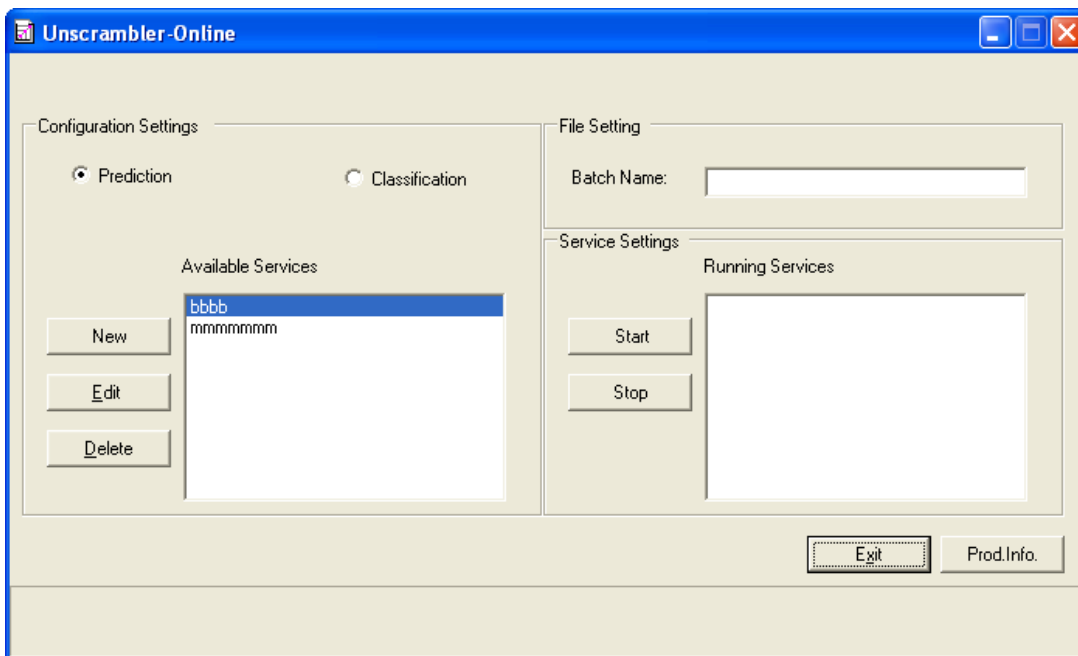 Unscrambler-Online
Configuration Settings
Prediction
Classification
Available Services
bbbb
mmmmmmm
New
Edit
Delete
File Setting
Batch Name:
Service Settings
Running Services
Start
Stop
Exit
Prod.Info.